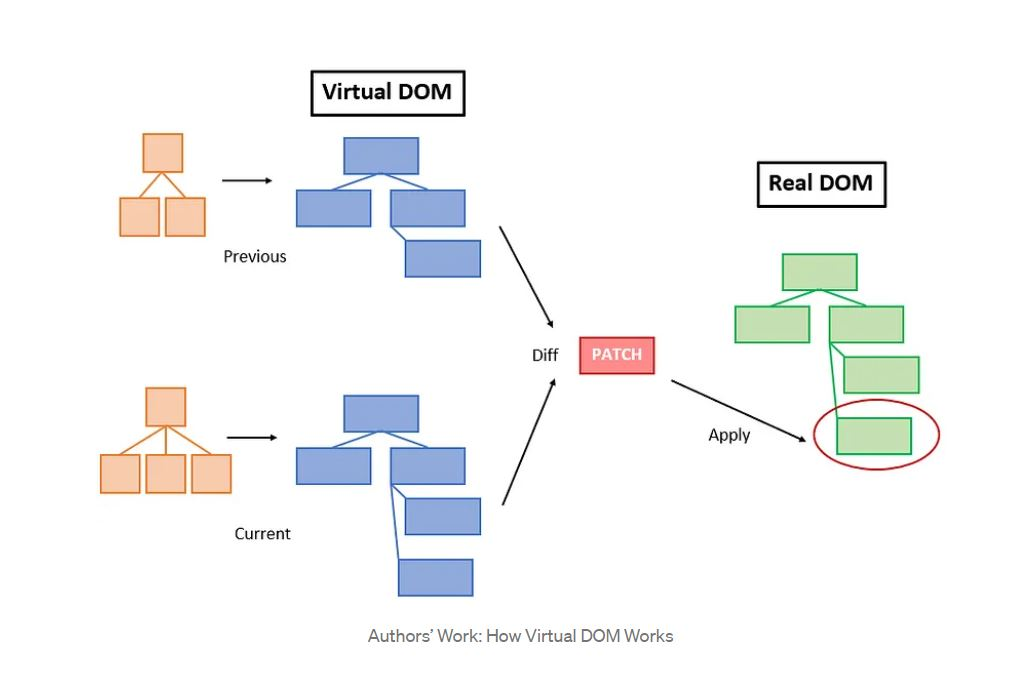 Virtual DOM
Real DOM
Previous
Diff
PATCH
Apply
Current
Authors’ Work: How Virtual DOM Works